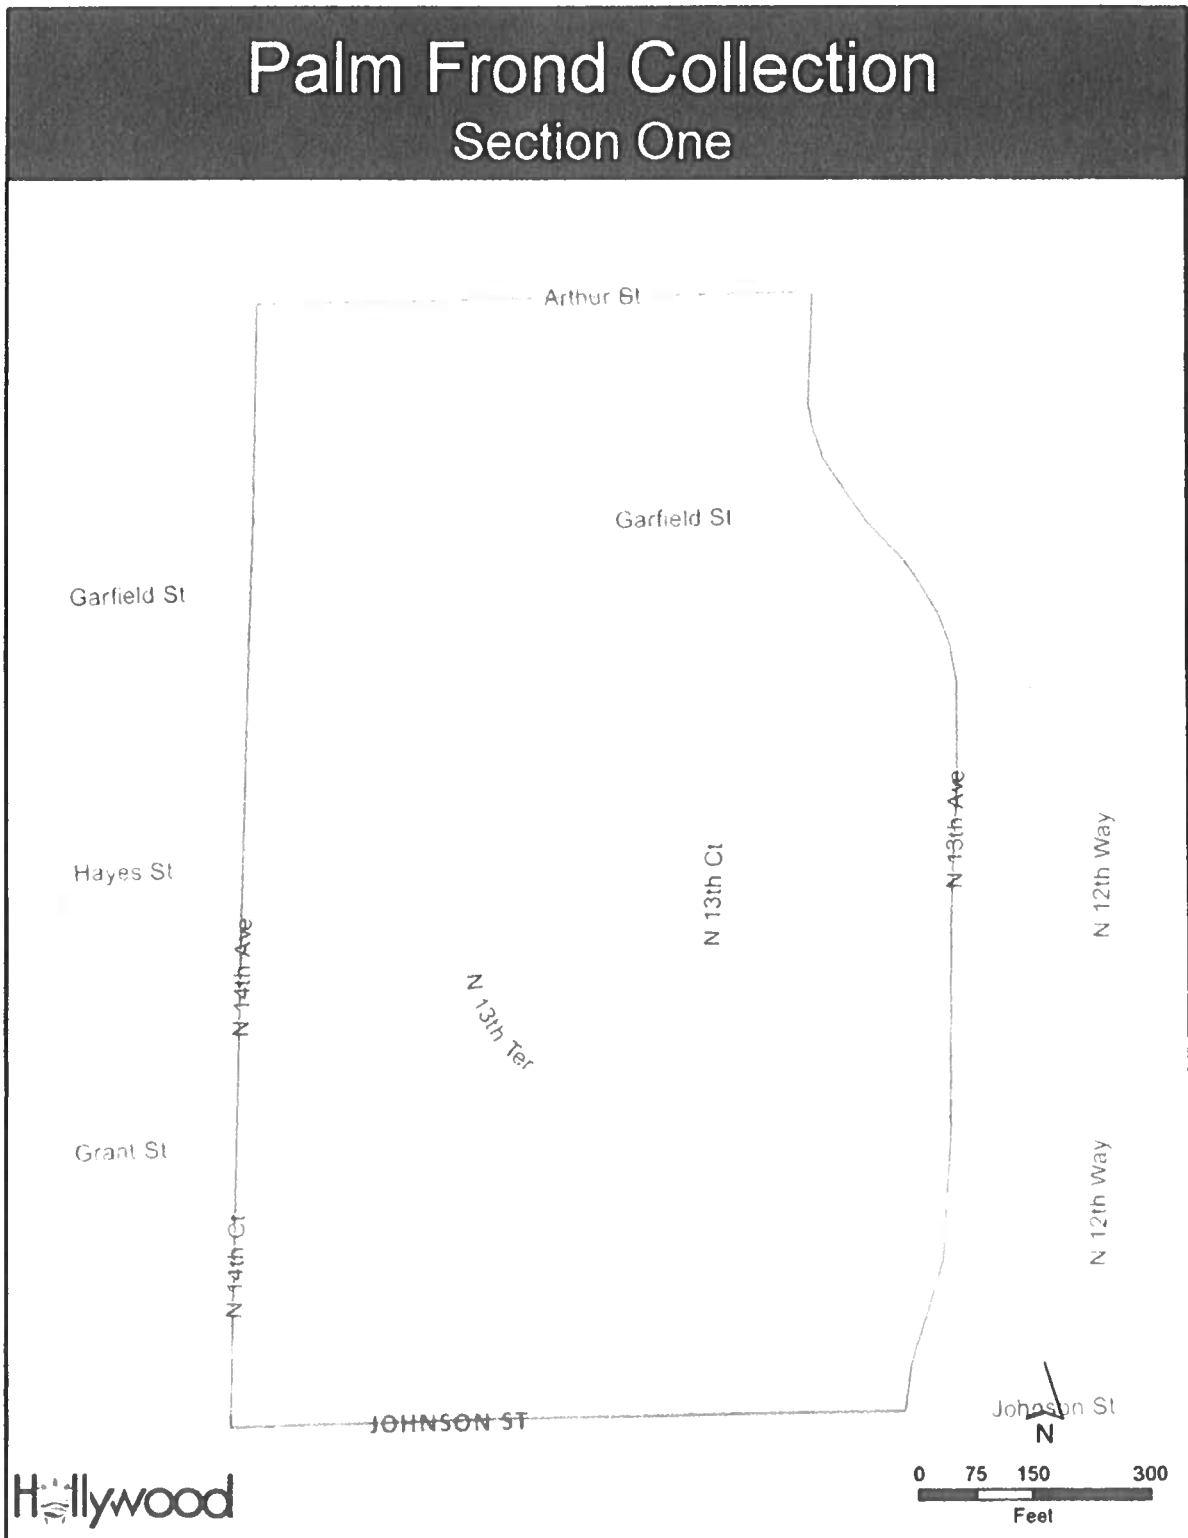 Palm Frond Collection
Section One
Arthur St
Garfield St
Garfield St
N 13th Ave
N 12th Way
Hayes St
N 13th Ct
N 14th Ave
N 13th Ter
Grant St
N 12th Way
N 14th Ct
JOHNSON ST
Johnson St
N
Hollywood
0 75 150 300
Feet